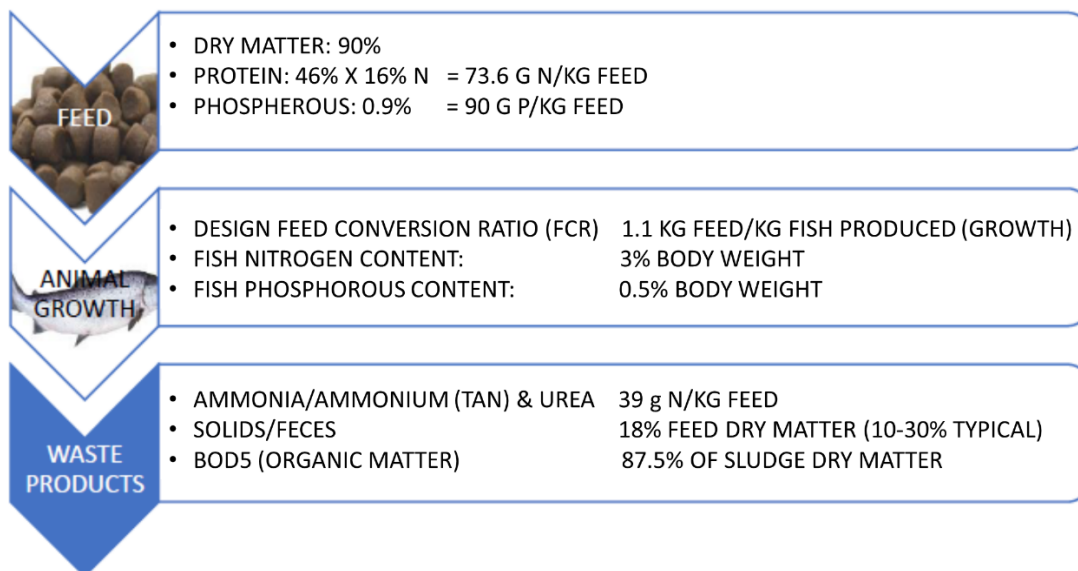 FEED
• DRY MATTER: 90%
• PROTEIN: 46% X 16% N = 73.6 G N/KG FEED
• PHOSPHEROUS: 0.9% = 90 G P/KG FEED
ANIMAL
GROWTH
• DESIGN FEED CONVERSION RATIO (FCR) 1.1 KG FEED/KG FISH PRODUCED (GROWTH)
• FISH NITROGEN CONTENT: 3% BODY WEIGHT
• FISH PHOSPHOROUS CONTENT: 0.5% BODY WEIGHT
WASTE
PRODUCTS
• AMMONIA/AMMONIUM (TAN) & UREA 39 g N/KG FEED
• SOLIDS/FECES 18% FEED DRY MATTER (10-30% TYPICAL)
• BOD5 (ORGANIC MATTER) 87.5% OF SLUDGE DRY MATTER